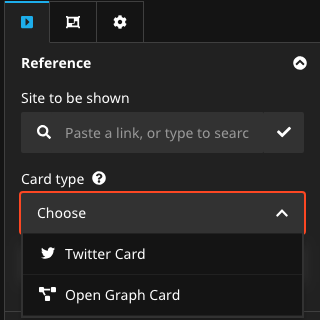 Reference
Site to be shown
Paste a link, or type to searc
Card type
Choose
Twitter Card
Open Graph Card